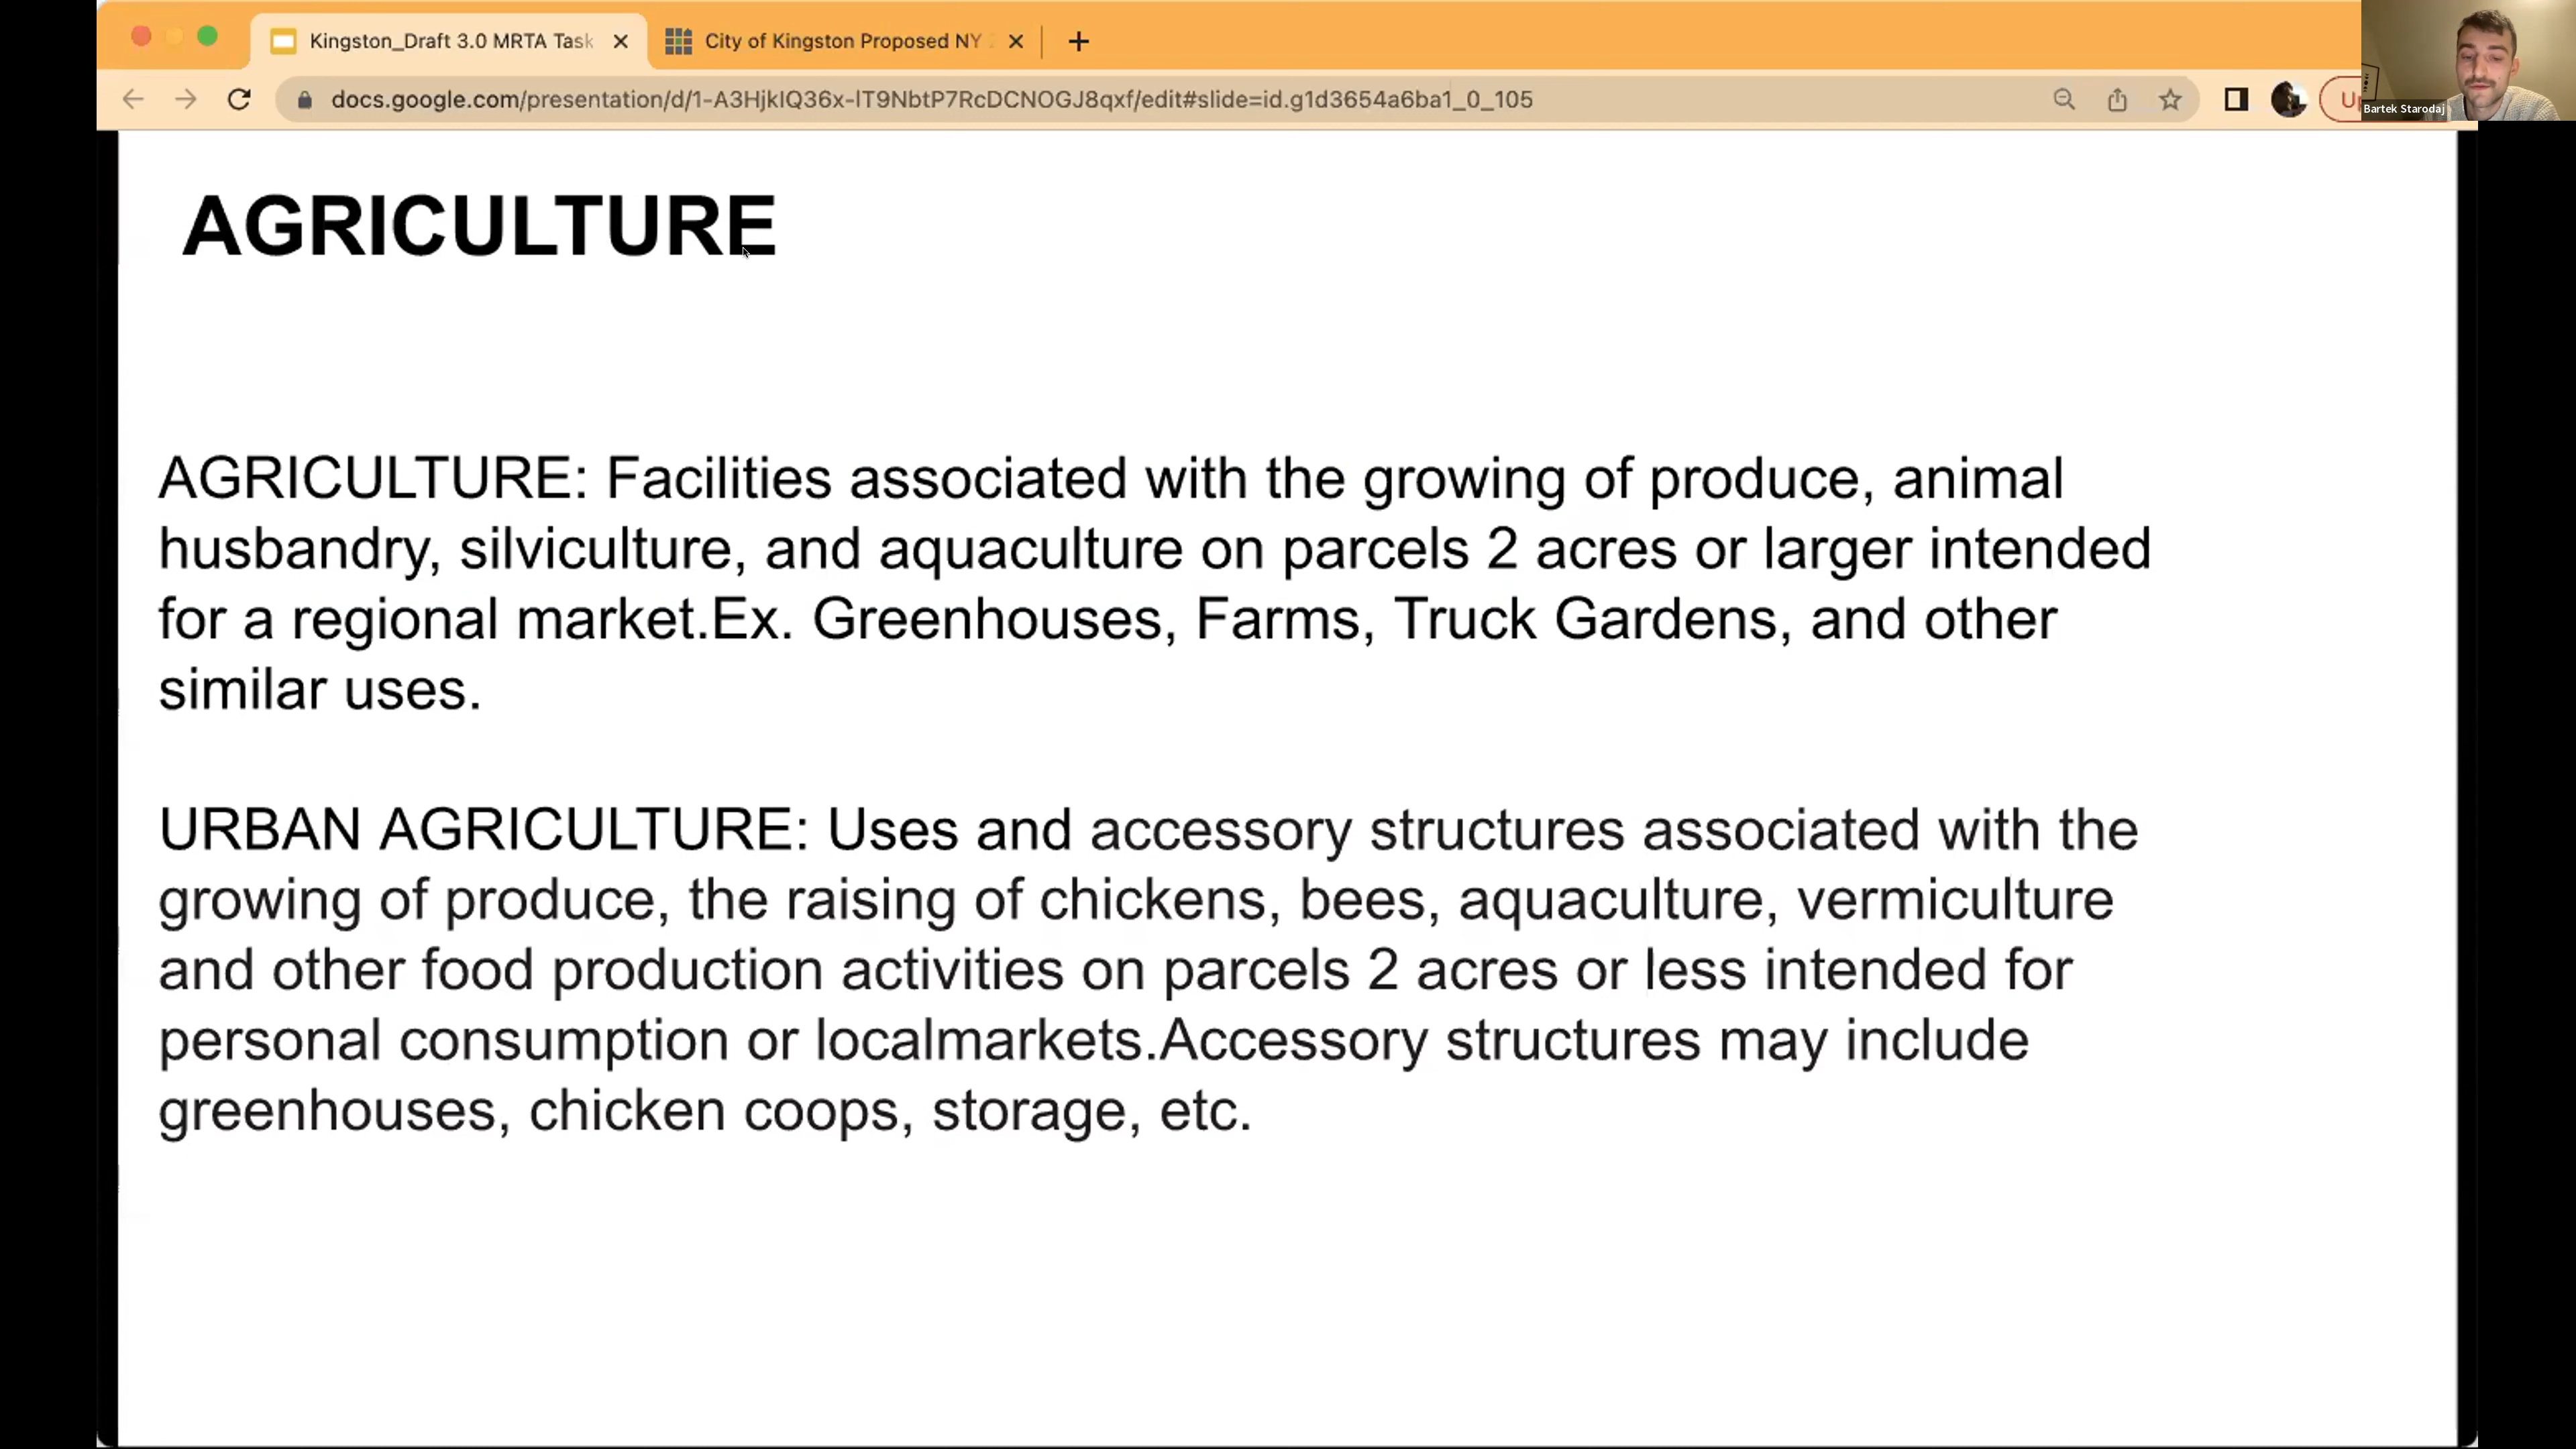 Kingston_Draft 3.0 MRTA Task
City of Kingston Proposed NY
docs.google.com/presentation/d/1-A3HjkIQ36x-IT9NbtP7RcDCNOGJ8qxf/edit#slide=id.g1d3654a6ba1_0_105
Bartek Starodaj
AGRICULTURE
AGRICULTURE: Facilities associated with the growing of produce, animal
husbandry, silviculture, and aquaculture on parcels 2 acres or larger intended
for a regional market.Ex. Greenhouses, Farms, Truck Gardens, and other
similar uses.
URBAN AGRICULTURE: Uses and accessory structures associated with the
growing of produce, the raising of chickens, bees, aquaculture, vermiculture
and other food production activities on parcels 2 acres or less intended for
personal consumption or localmarkets.Accessory structures may include
greenhouses, chicken coops, storage, etc.